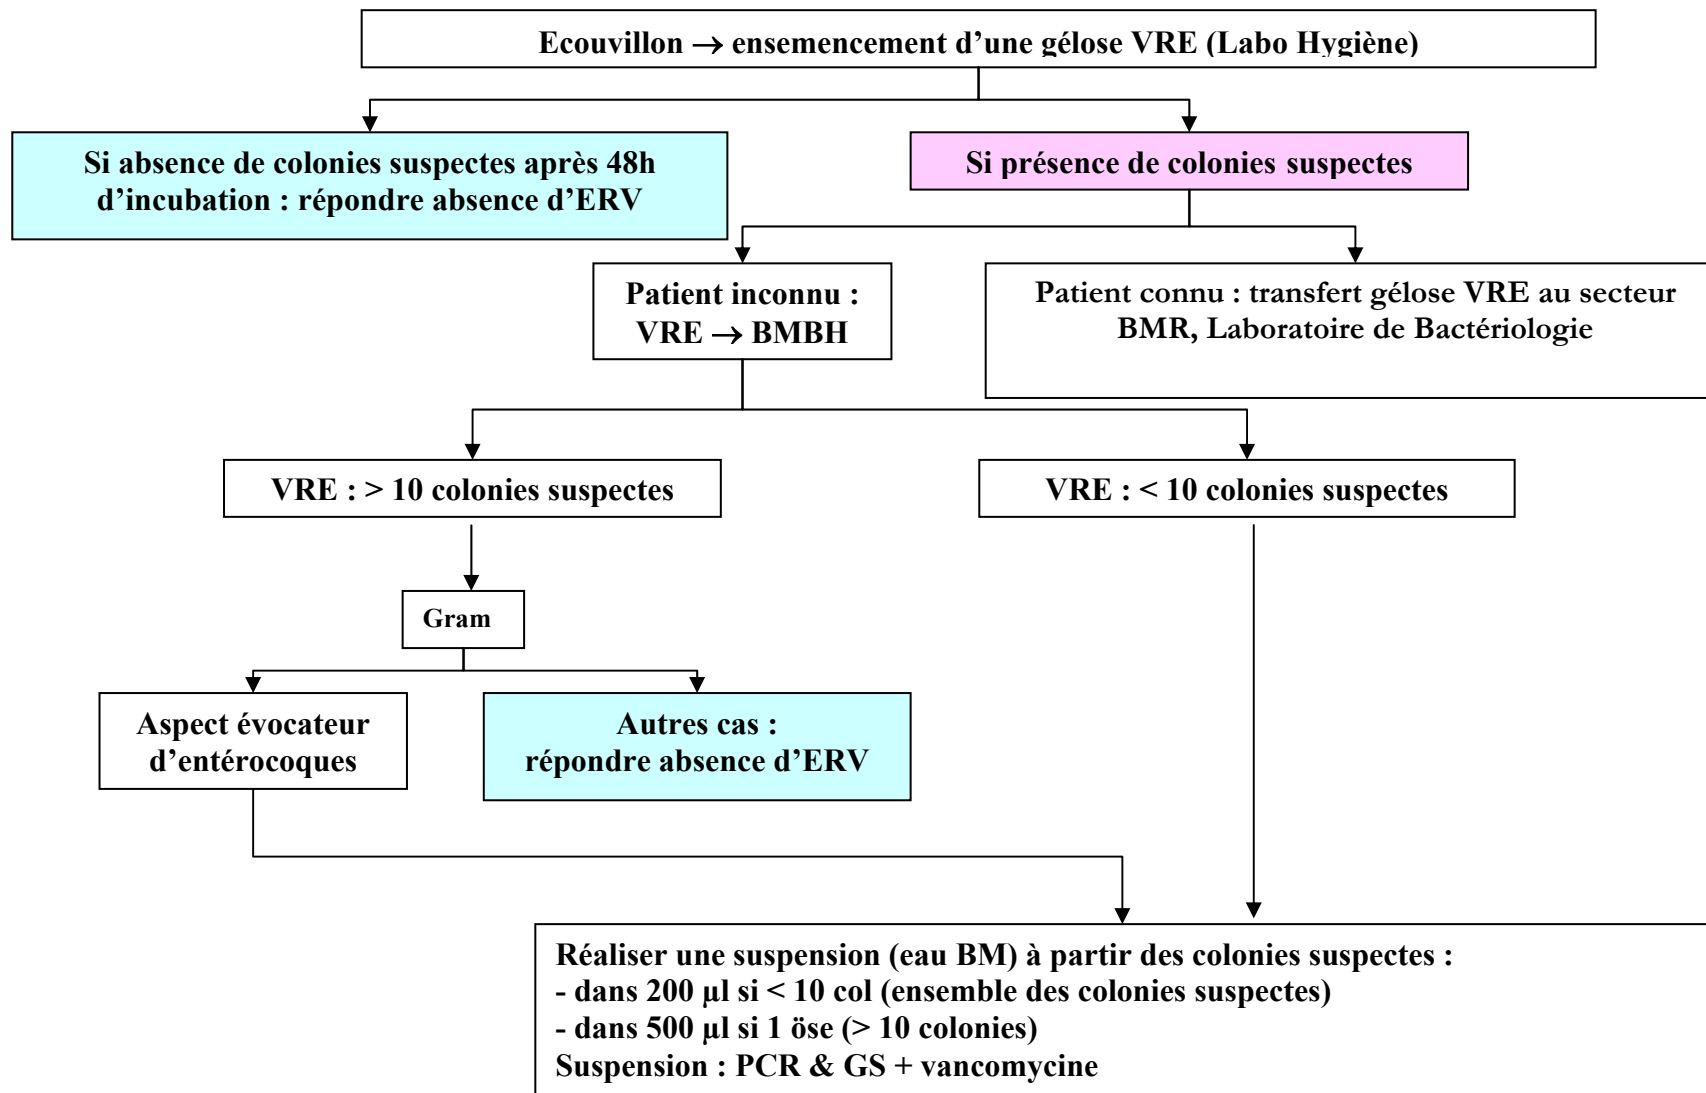 Ecouvillon → ensemencement d’une gélose VRE (Labo Hygiène)
Si absence de colonies suspectes après 48h
d’incubation : répondre absence d’ERV
Si présence de colonies suspectes
Patient inconnu :
VRE → BMBH
Patient connu : transfert gélose VRE au secteur
BMR, Laboratoire de Bactériologie
VRE : > 10 colonies suspectes
VRE : < 10 colonies suspectes
Gram
Aspect évocateur
d’entérocoques
Autres cas :
répondre absence d’ERV
Réaliser une suspension (eau BM) à partir des colonies suspectes :
- dans 200 µl si < 10 col (ensemble des colonies suspectes)
- dans 500 µl si 1 öse (> 10 colonies)
Suspension : PCR & GS + vancomycine